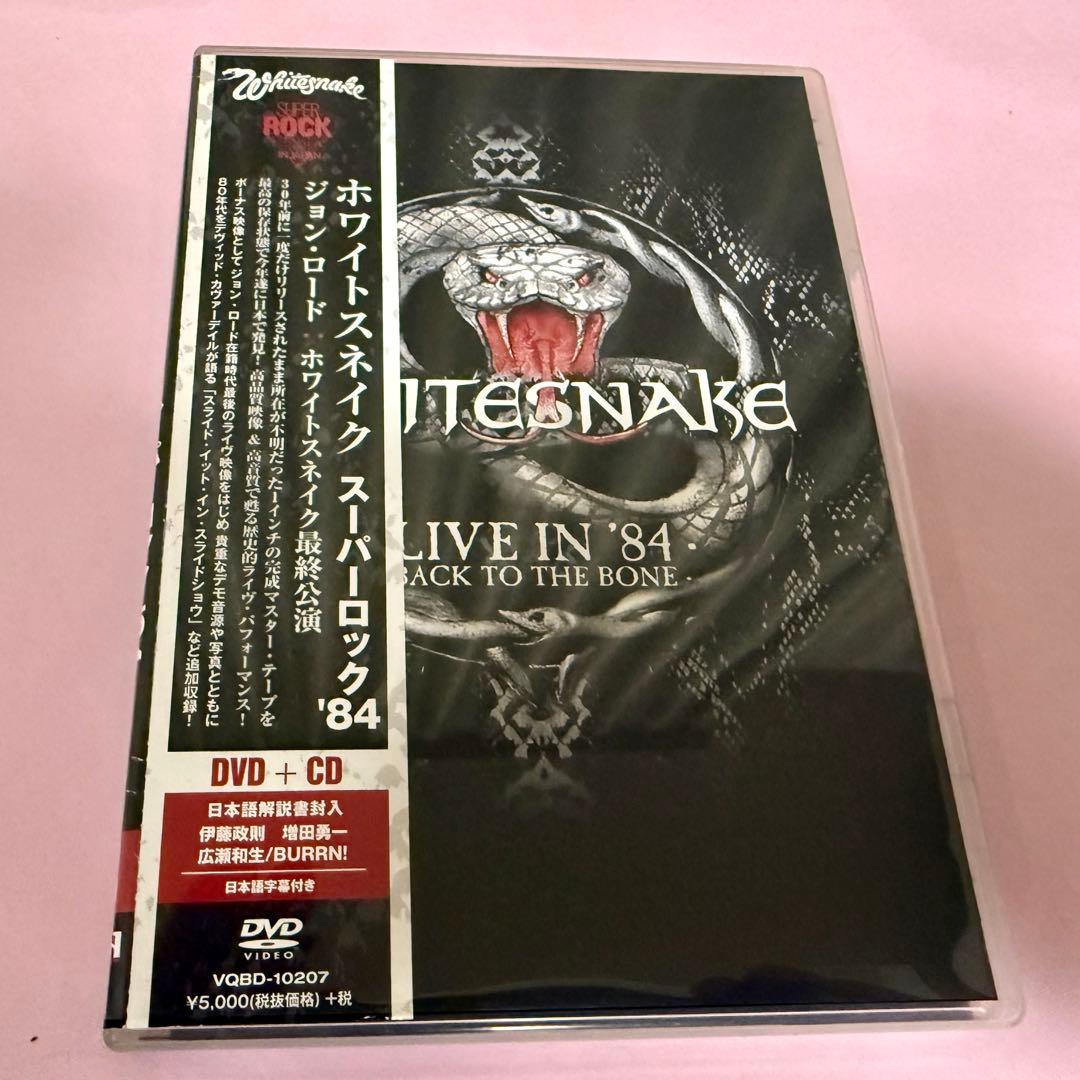 Whitesnake
SUPER
ROCK
IN JAPAN
ホワイトスネイク スーパーロック '84
ジョン・ロード ホワイトスネイク最終公演
30年前に一度だけリリースされたまま所在が不明だった1インチの完成マスター・テープを
最高の保存状態で今年遂に日本で発見！高品質映像 & 高音質で甦る歴史的ライヴ・パフォーマンス！
ボーナス映像として ジョン・ロード在籍時代最後のライヴ映像をはじめ 貴重なデモ音源や写真とともに
80年代をデヴィッド・カヴァーデイルが語る「スライド・イット・イン・スライドショウ」など追加収録！
DVD + CD
日本語解説書封入
伊藤政則 増田勇一
広瀬和生/BURRN!
日本語字幕付き
DVD
VIDEO
VQBD-10207
¥5,000(税抜価格) +税
ITESNAKE
LIVE IN '84
BACK TO THE BONE